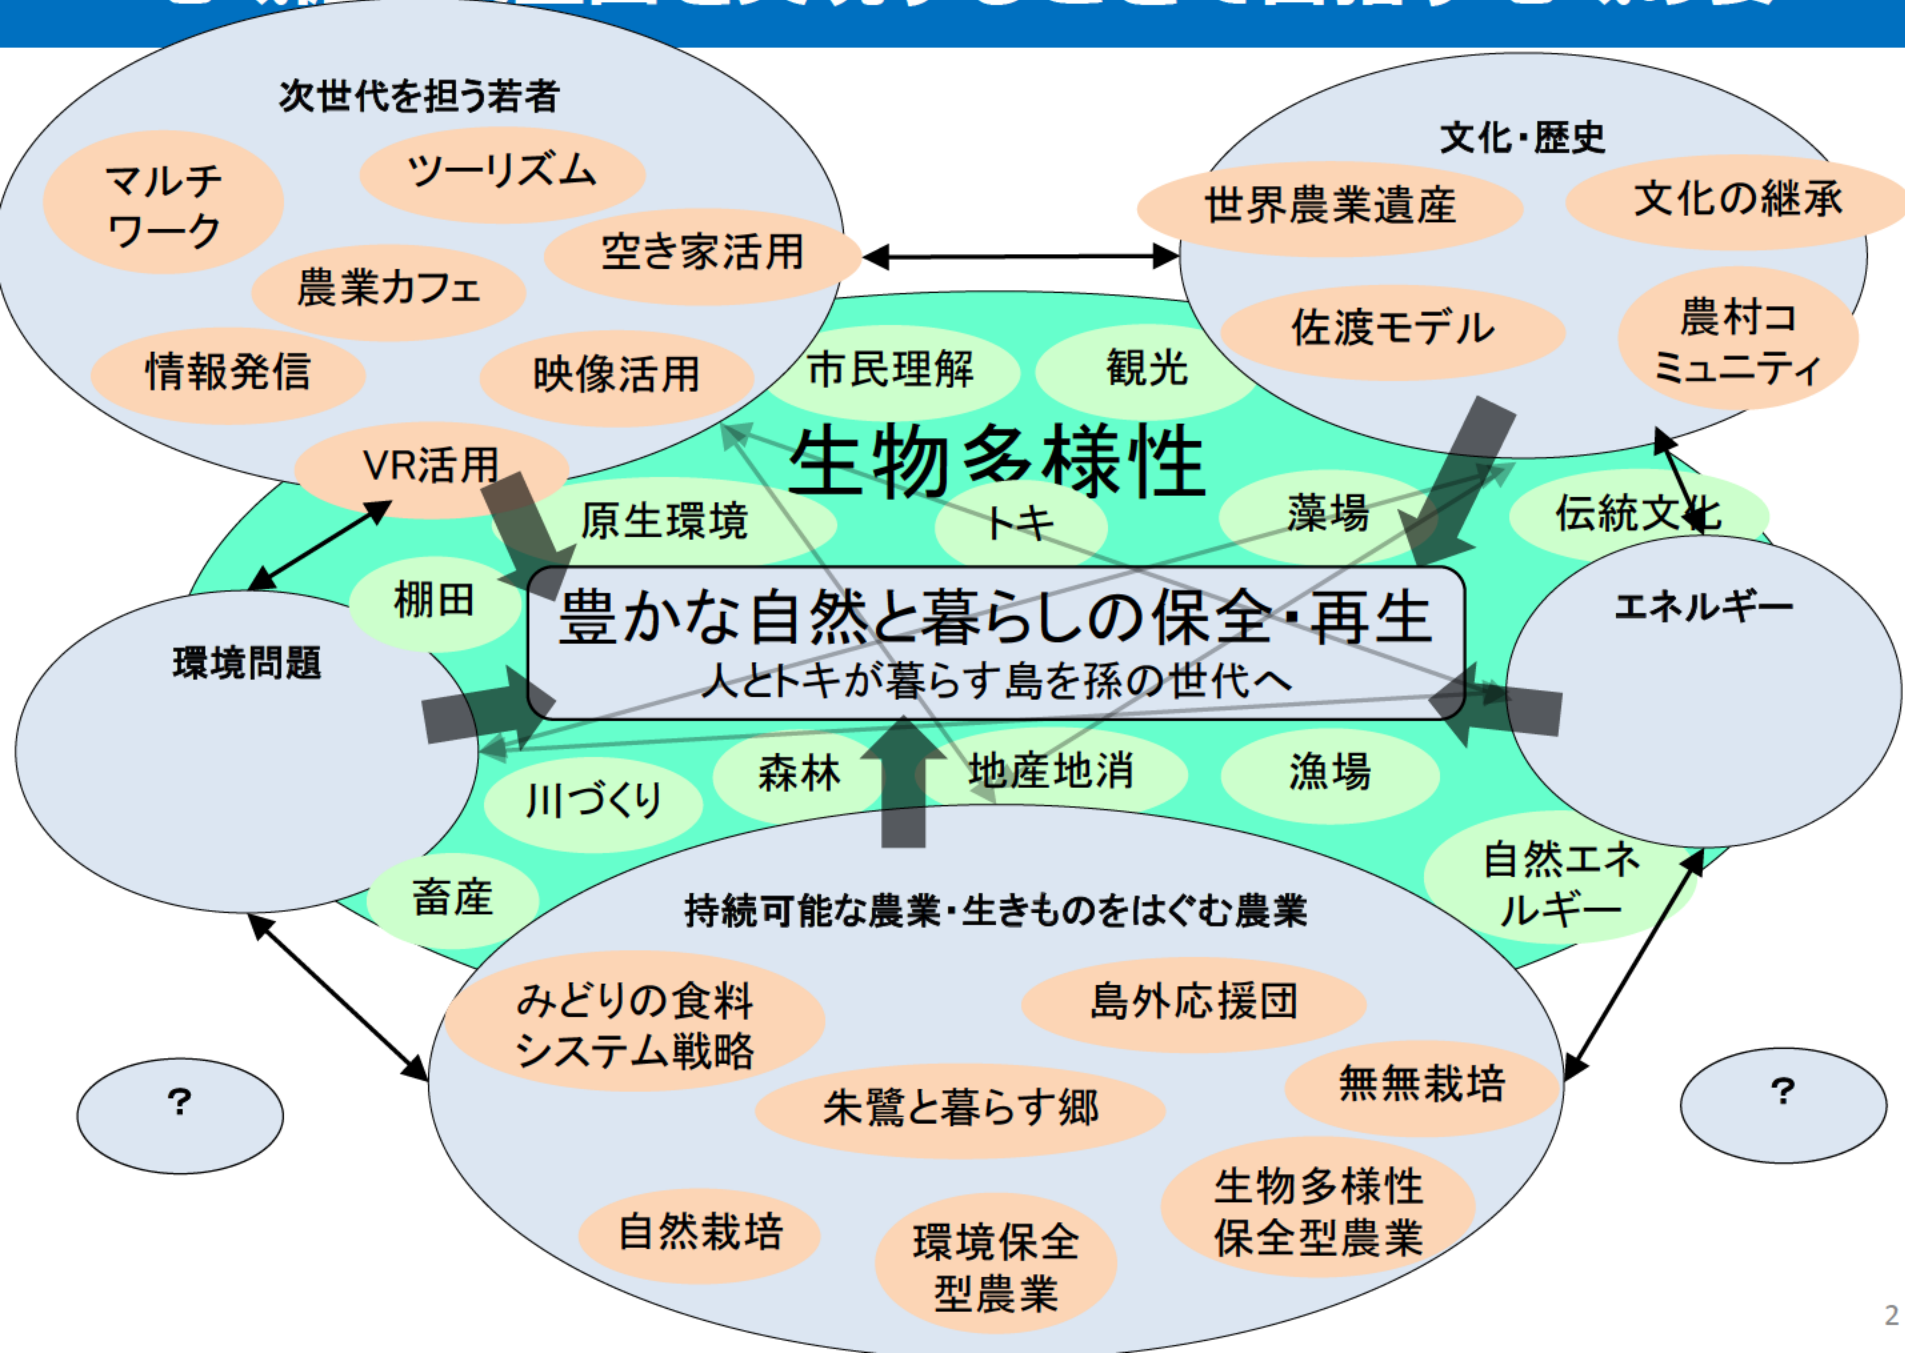 次世代を担う若者
マルチ
ワーク
ツーリズム
空き家活用
農業カフェ
情報発信
映像活用
VR活用
文化・歴史
世界農業遺産
文化の継承
佐渡モデル
農村コ
ミュニティ
市民理解
観光
生物多様性
原生環境
トキ
藻場
伝統文化
棚田
豊かな自然と暮らしの保全・再生
人とトキが暮らす島を孫の世代へ
環境問題
エネルギー
川づくり
森林
地産地消
漁場
畜産
自然エネ
ルギー
持続可能な農業・生きものをはぐむ農業
みどりの食料
システム戦略
島外応援団
朱鷺と暮らす郷
無無栽培
自然栽培
環境保全
型農業
生物多様性
保全型農業
?
?
2